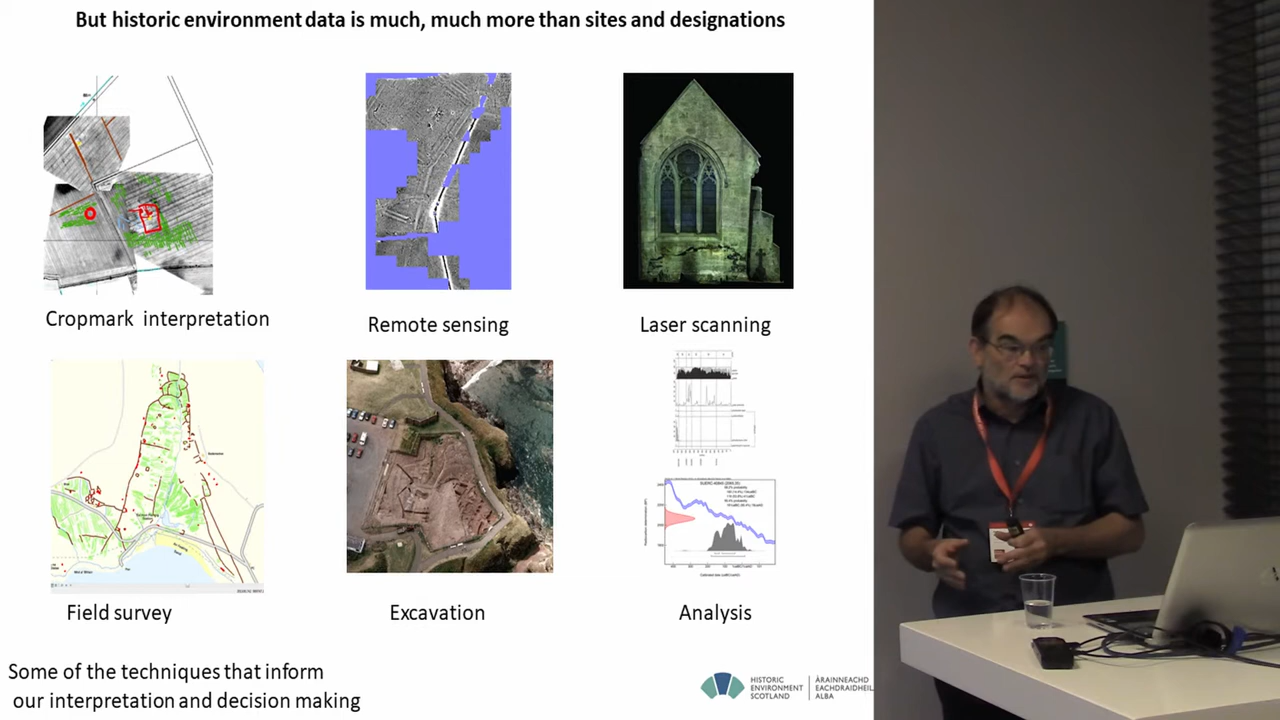 But historic environment data is much, much more than sites and designations
Cropmark interpretation
Remote sensing
Laser scanning
Field survey
Excavation
Analysis
Some of the techniques that inform
our interpretation and decision making
HISTORIC
ENVIRONMENT
SCOTLAND
ÀRAINNEACHD
EACHDRAIDHEIL
ALBA